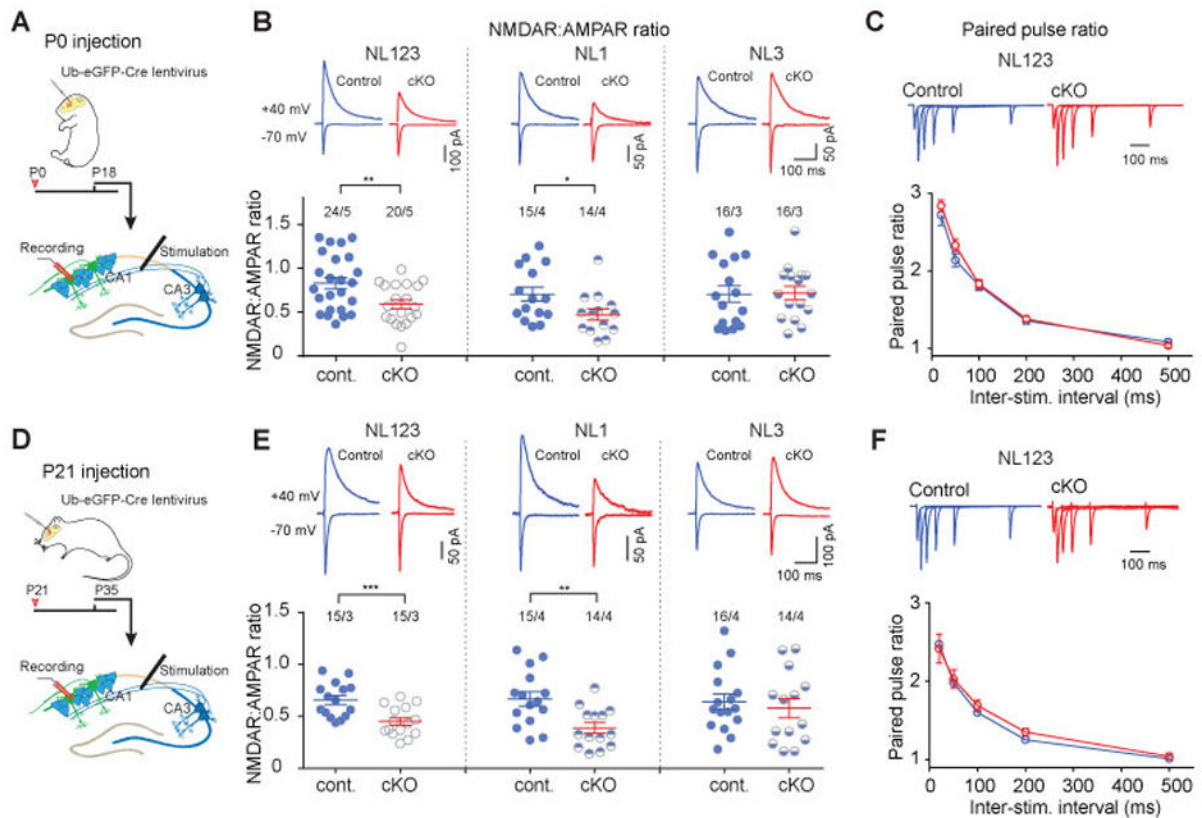 A
P0 injection
Ub-eGFP-Cre lentivirus
P0
P18
Recording
Stimulation
CA1
CA3
B
NMDAR:AMPAR ratio
NL123
NL1
NL3
Control
cKO
Control
cKO
Control
cKO
+40 mV
-70 mV
100 pA
50 pA
50 pA
100 ms
**
*
24/5
20/5
15/4
14/4
16/3
16/3
NMDAR:AMPAR ratio
1.5
1.0
0.5
0
cont.
cKO
cont.
cKO
cont.
cKO
C
Paired pulse ratio
NL123
Control
cKO
100 ms
Paired pulse ratio
3
2
1
0 100 200 300 400 500
Inter-stim. interval (ms)
D
P21 injection
Ub-eGFP-Cre lentivirus
P21
P35
Recording
Stimulation
CA1
CA3
E
NL123
NL1
NL3
Control
cKO
Control
cKO
Control
cKO
+40 mV
-70 mV
50 pA
50 pA
100 pA
100 ms
***
**
15/3
15/3
15/4
14/4
16/4
14/4
NMDAR:AMPAR ratio
1.5
1.0
0.5
0
cont.
cKO
cont.
cKO
cont.
cKO
F
NL123
Control
cKO
100 ms
Paired pulse ratio
3
2
1
0 100 200 300 400 500
Inter-stim. interval (ms)